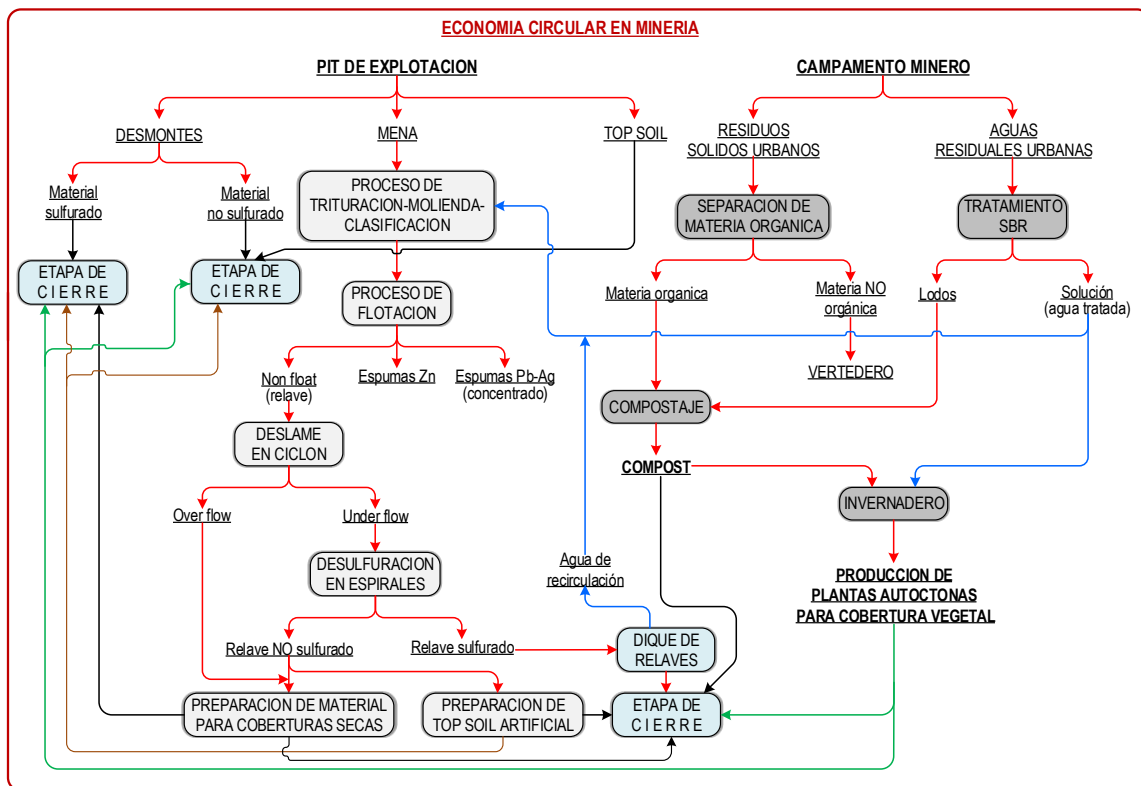 ECONOMIA CIRCULAR EN MINERIA
PIT DE EXPLOTACION
CAMPAMENTO MINERO
DESMONTES
MENA
TOP SOIL
RESIDUOS
SOLIDOS URBANOS
AGUAS
RESIDUALES URBANAS
Material
sulfurado
Material
no sulfurado
PROCESO DE
TRITURACION-MOLIENDA-
CLASIFICACION
SEPARACION DE
MATERIA ORGANICA
TRATAMIENTO
SBR
ETAPA DE
C I E R R E
ETAPA DE
C I E R R E
PROCESO DE
FLOTACION
Materia organica
Materia NO
orgánica
Lodos
Solución
(agua tratada)
Non float
(relave)
Espumas Zn
Espumas Pb-Ag
(concentrado)
VERTEDERO
COMPOSTAJE
DESLAME
EN CICLON
COMPOST
INVERNADERO
Over flow
Under flow
DESULFURACION
EN ESPIRALES
Agua de
recirculación
PRODUCCION DE
PLANTAS AUTOCTONAS
PARA COBERTURA VEGETAL
Relave NO sulfurado
Relave sulfurado
DIQUE DE
RELAVES
PREPARACION DE MATERIAL
PARA COBERTURAS SECAS
PREPARACION DE
TOP SOIL ARTIFICIAL
ETAPA DE
C I E R R E